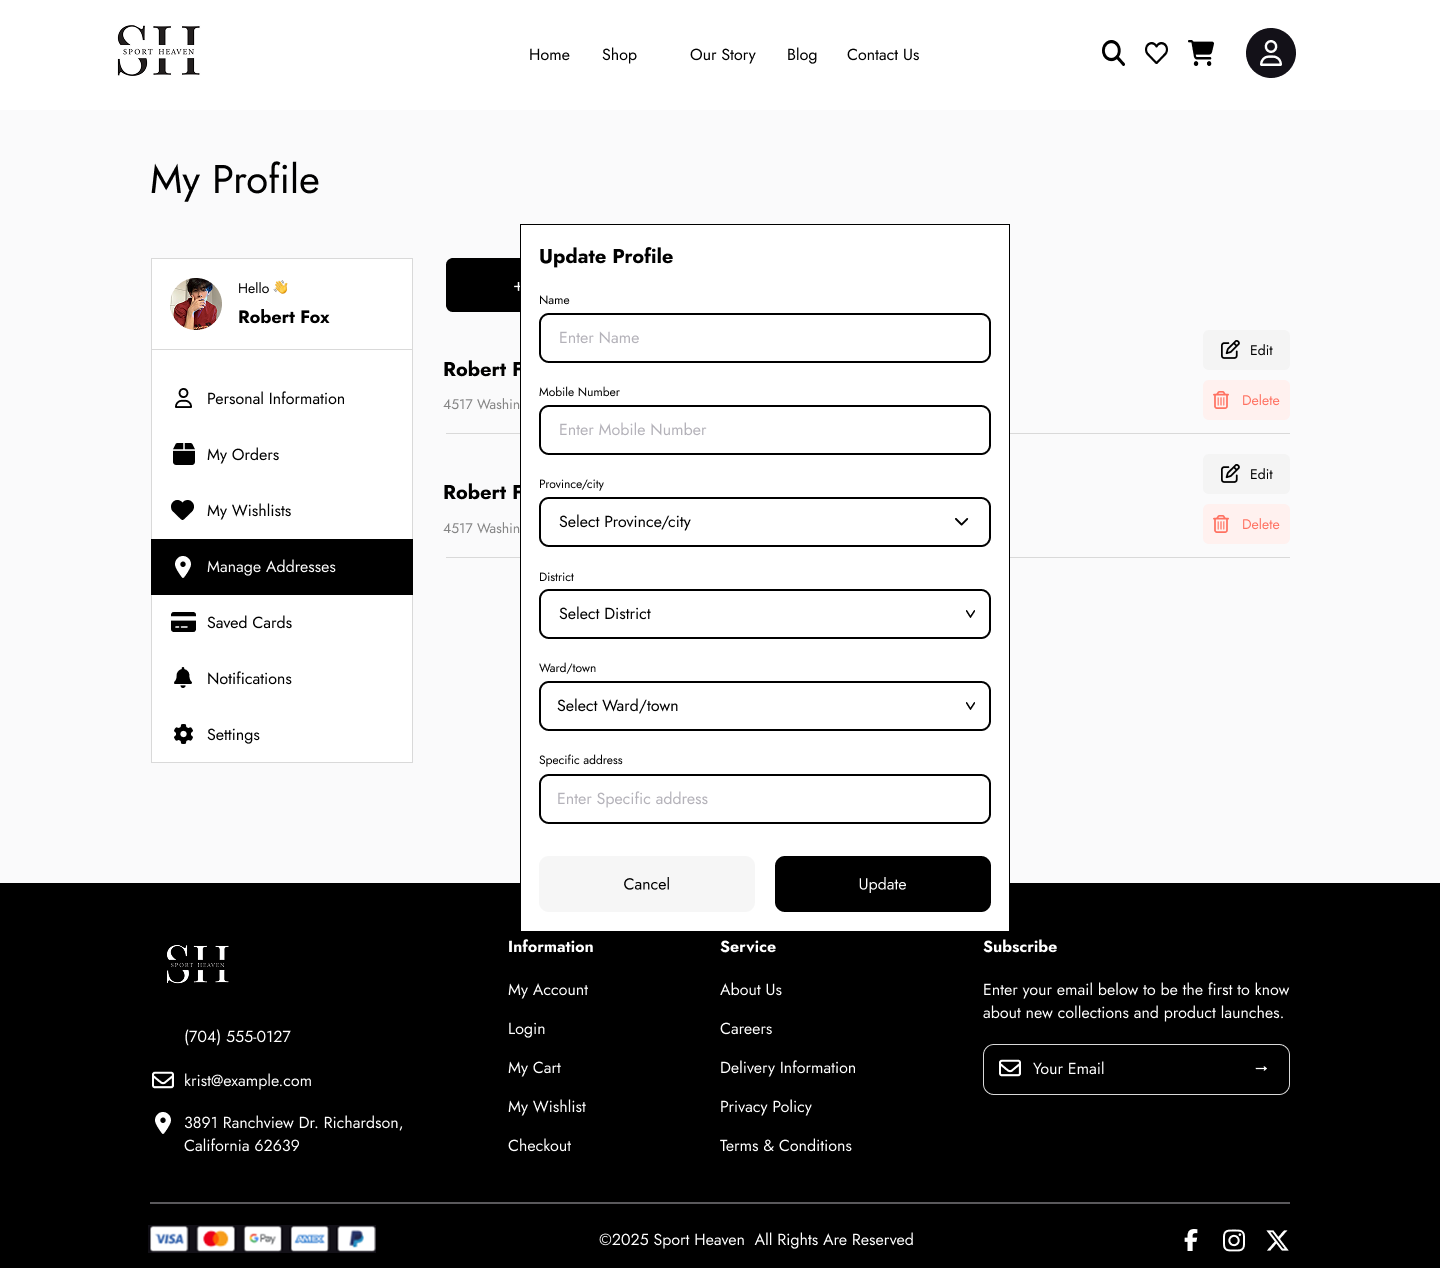 SH
SPORT HEAVEN
Home Shop Our Story Blog Contact Us
My Profile
Hello 👋
Robert Fox
Personal Information
My Orders
My Wishlists
Manage Addresses
Saved Cards
Notifications
Settings
+
Robert F
4517 Washin
Edit
Delete
Robert F
4517 Washin
Edit
Delete
Update Profile
Name
Enter Name
Mobile Number
Enter Mobile Number
Province/city
Select Province/city
District
Select District
Ward/town
Select Ward/town
Specific address
Enter Specific address
Cancel Update
SH
SPORT HEAVEN
(704) 555-0127
krist@example.com
3891 Ranchview Dr. Richardson,
California 62639
Information
My Account
Login
My Cart
My Wishlist
Checkout
Service
About Us
Careers
Delivery Information
Privacy Policy
Terms & Conditions
Subscribe
Enter your email below to be the first to know
about new collections and product launches.
Your Email →
VISA G Pay AMEX
©2025 Sport Heaven All Rights Are Reserved